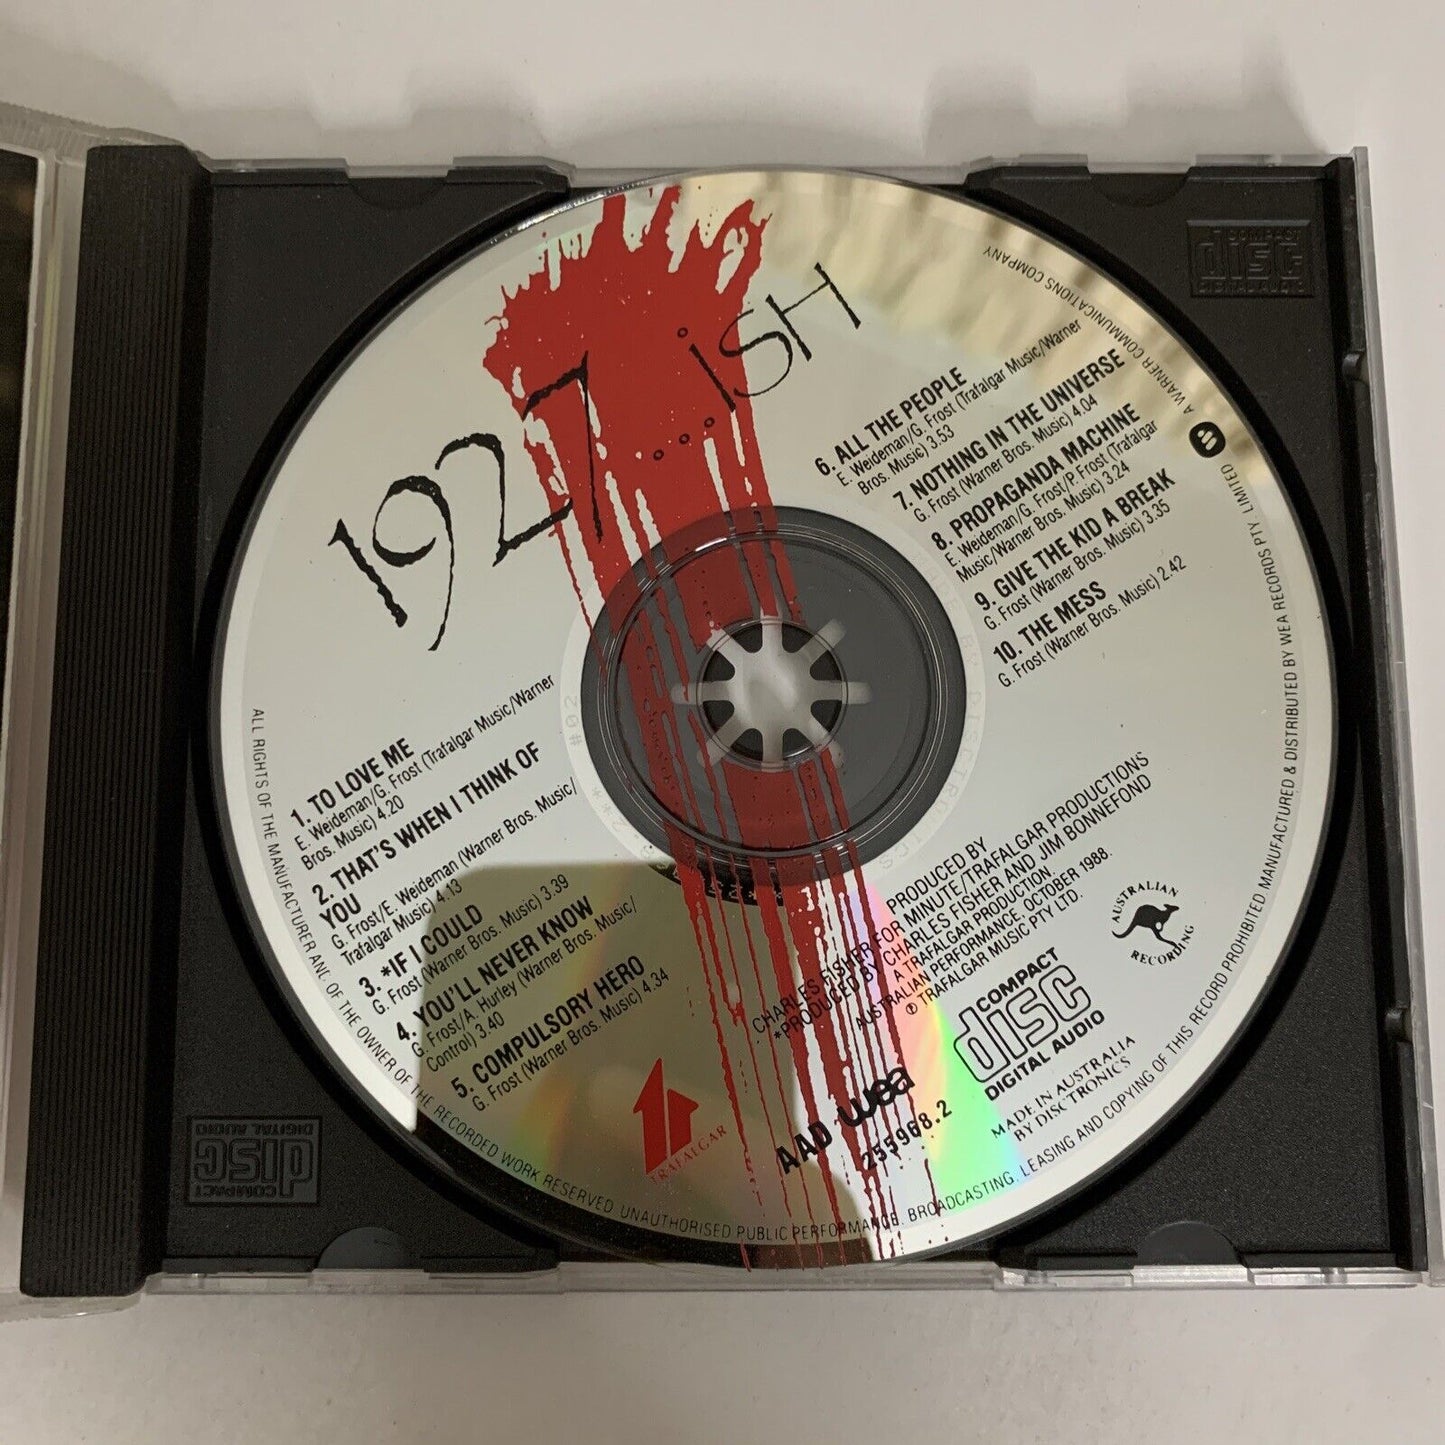 1927...
...ISH
1. TO LOVE ME
E. Weideman/G. Frost (Trafalgar Music/Warner
Bros. Music) 4.20
2. THAT'S WHEN I THINK OF
YOU
G. Frost/E. Weideman (Warner Bros. Music/
Trafalgar Music) 4.13
3. *IF I COULD
G. Frost (Warner Bros. Music) 3.39
4. YOU'LL NEVER KNOW
G. Frost/A. Hurley (Warner Bros. Music/
Control) 3.40
5. COMPULSORY HERO
G. Frost (Warner Bros. Music) 4.34
6. ALL THE PEOPLE
E. Weideman/G. Frost (Trafalgar Music/Warner
Bros. Music) 3.53
7. NOTHING IN THE UNIVERSE
G. Frost (Warner Bros. Music) 4.04
8. PROPAGANDA MACHINE
E. Weideman/G. Frost/P. Frost (Trafalgar
Music/Warner Bros. Music) 3.24
9. GIVE THE KID A BREAK
G. Frost (Warner Bros. Music) 3.35
10. THE MESS
G. Frost (Warner Bros. Music) 2.42
PRODUCED BY
CHARLES FISHER FOR MINUTE/TRAFALGAR PRODUCTIONS
*PRODUCED BY CHARLES FISHER AND JIM BONNEFOND
A TRAFALGAR PRODUCTION.
AUSTRALIAN PERFORMANCE, OCTOBER 1988.
℗ TRAFALGAR MUSIC PTY LTD.
AUSTRALIAN
RECORDING
COMPACT
disc
DIGITAL AUDIO
MADE IN AUSTRALIA
BY DISCTRONICS
TRAFALGAR
AAD wea
255968.2
ALL RIGHTS OF THE MANUFACTURER AND OF THE OWNER OF THE RECORDED WORK RESERVED. UNAUTHORISED PUBLIC PERFORMANCE. BROADCASTING. LEASING AND COPYING OF THIS RECORD PROHIBITED. MANUFACTURED & DISTRIBUTED BY WEA RECORDS PTY. LIMITED
A WARNER COMMUNICATIONS COMPANY
#02
BY DISCTRONICS
COMPACT
disc
DIGITAL AUDIO
COMPACT
disc
DIGITAL AUDIO